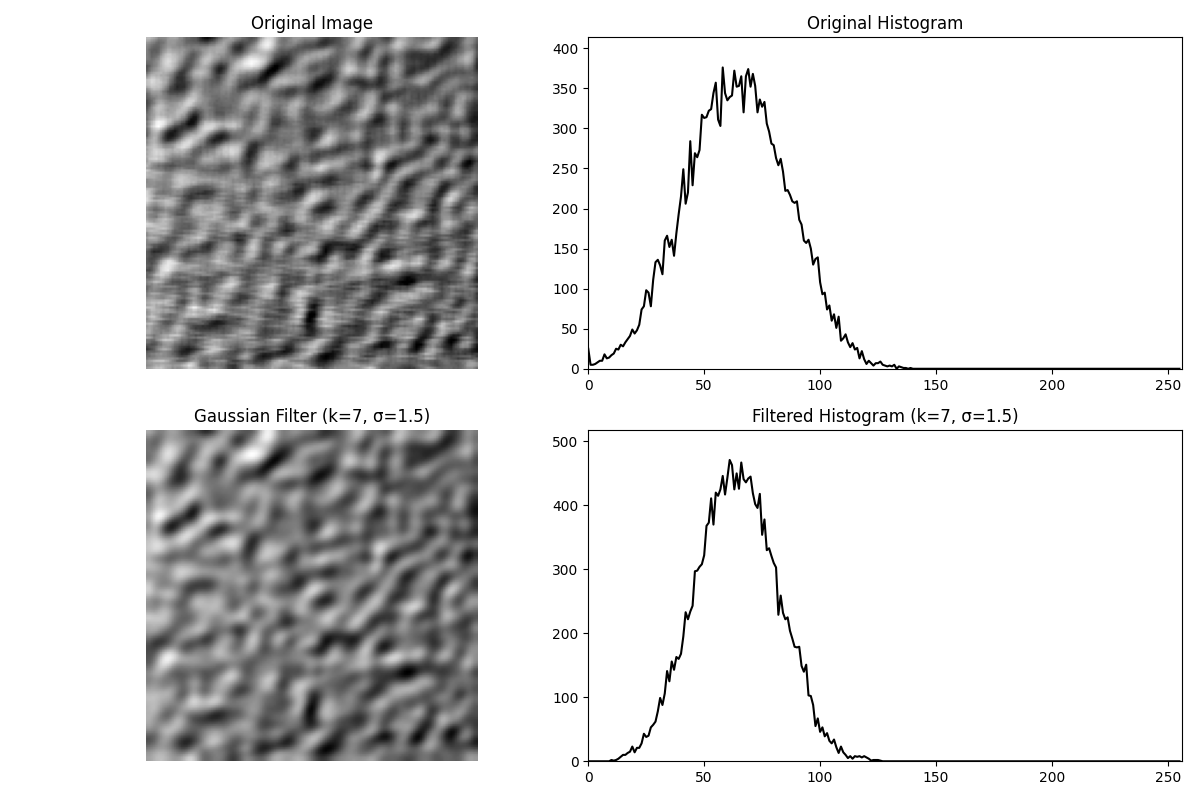 Original Image
Original Histogram
400
350
300
250
200
150
100
50
0
0 50 100 150 200 250
Gaussian Filter (k=7, σ=1.5)
Filtered Histogram (k=7, σ=1.5)
500
400
300
200
100
0
0 50 100 150 200 250